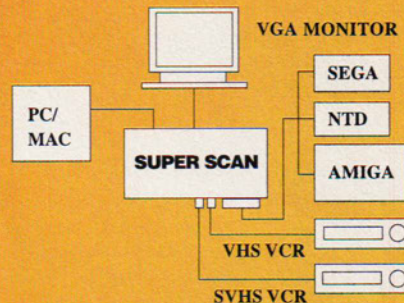 VGA MONITOR
SEGA
PC/
MAC
NTD
SUPER SCAN
AMIGA
VHS VCR
SVHS VCR